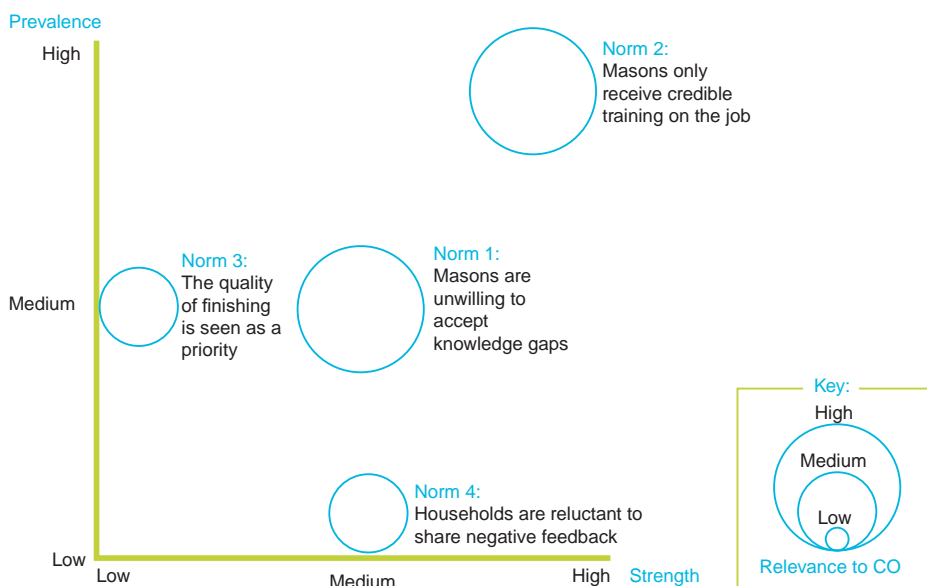 Prevalence
High
Norm 2:
Masons only
receive credible
training on the job
Norm 3:
The quality
of finishing
is seen as a
priority
Norm 1:
Masons are
unwilling to
accept
knowledge gaps
Medium
Key:
High
Medium
Low
Relevance to CO
Norm 4:
Households are reluctant to
share negative feedback
Low
Low
Medium
High
Strength